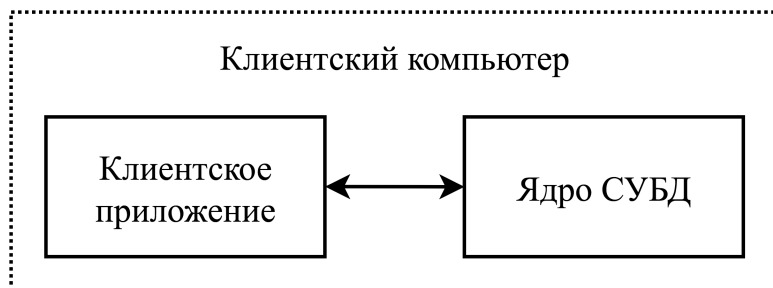 Клиентский компьютер
Клиентское
приложение
Ядро СУБД